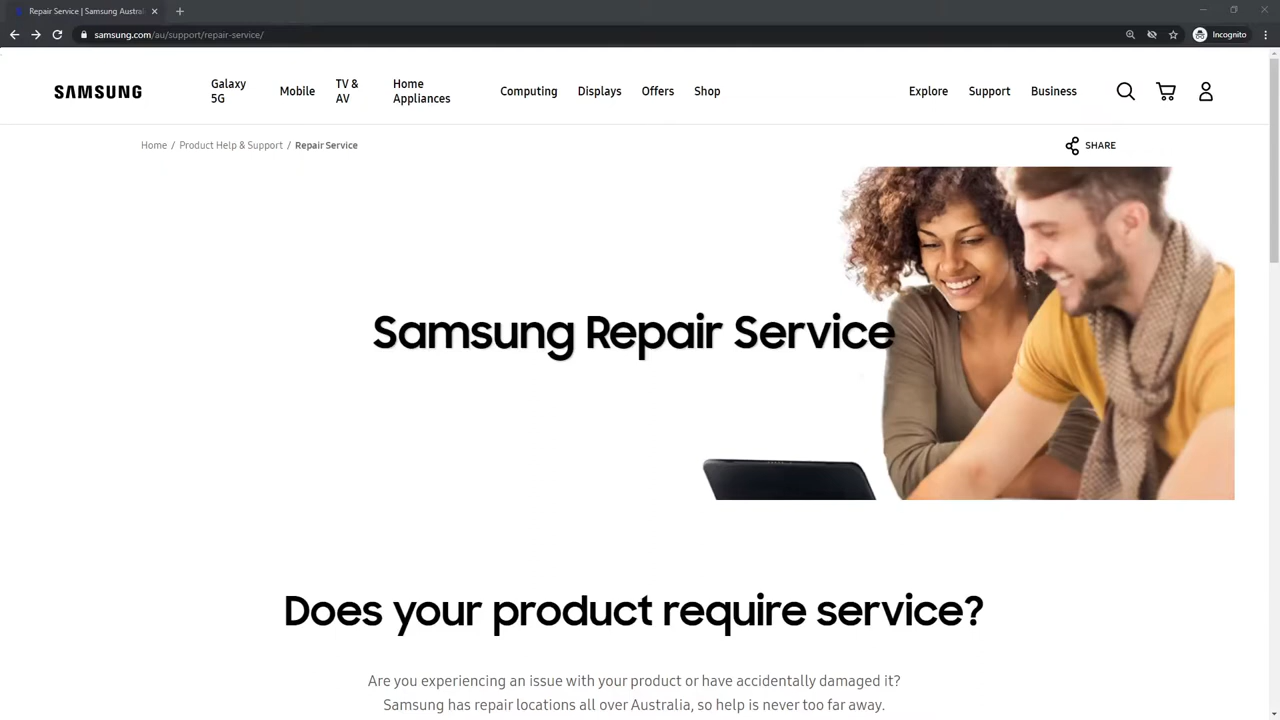 Repair Service | Samsung Austral
samsung.com/au/support/repair-service/
Incognito
SAMSUNG
Galaxy 5G
Mobile
TV & AV
Home Appliances
Computing
Displays
Offers
Shop
Explore
Support
Business
Home / Product Help & Support / Repair Service
SHARE
Samsung Repair Service
Does your product require service?
Are you experiencing an issue with your product or have accidentally damaged it?
Samsung has repair locations all over Australia, so help is never too far away.